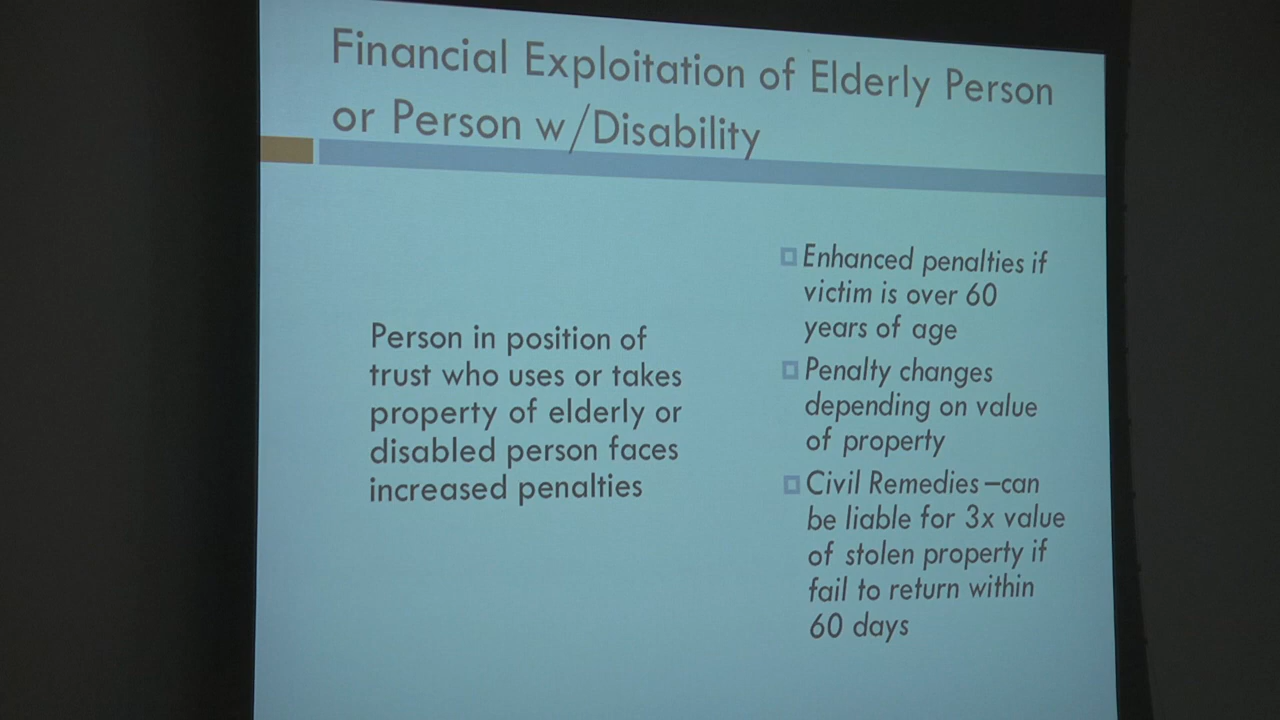 Financial Exploitation of Elderly Person
or Person w/Disability
Person in position of
trust who uses or takes
property of elderly or
disabled person faces
increased penalties
Enhanced penalties if
victim is over 60
years of age
Penalty changes
depending on value
of property
Civil Remedies –can
be liable for 3x value
of stolen property if
fail to return within
60 days